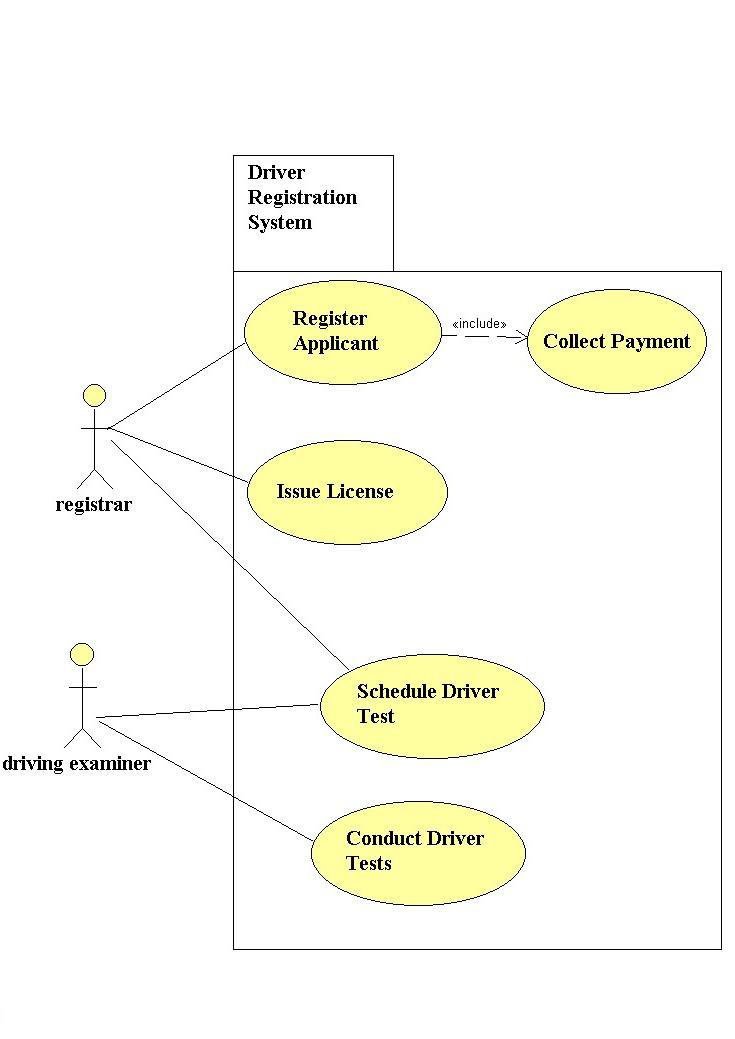 Driver
Registration
System
Register
Applicant
«include»
Collect Payment
registrar
Issue License
Schedule Driver
Test
driving examiner
Conduct Driver
Tests